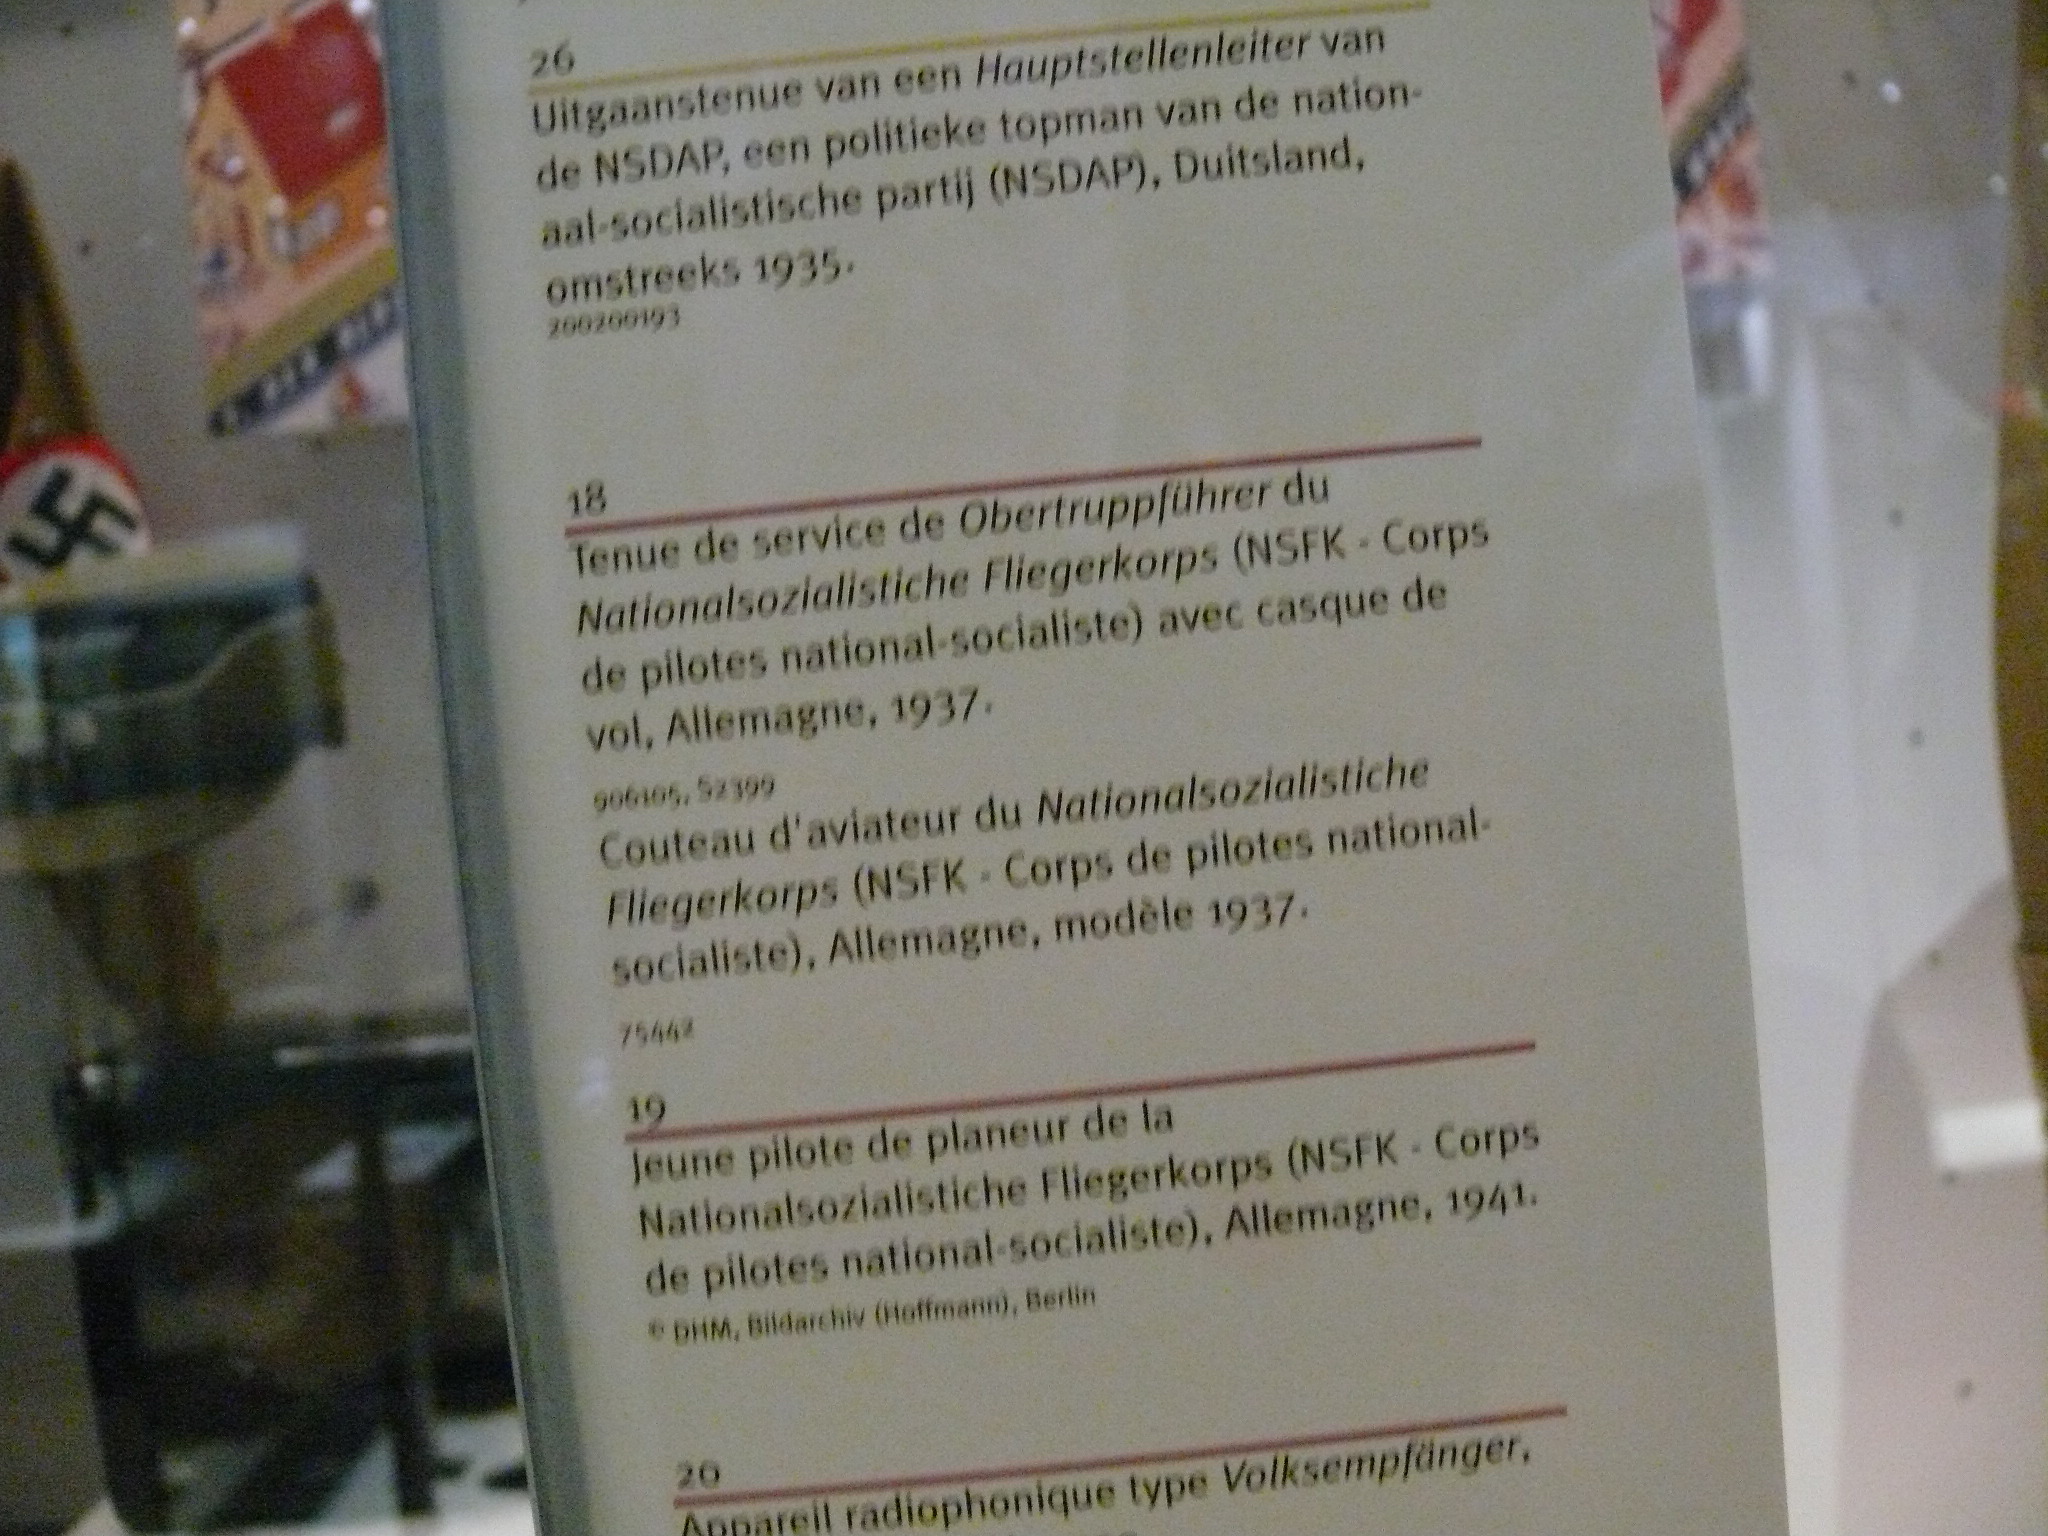 26
Uitgaanstenue van een Hauptstellenleiter van
de NSDAP, een politieke topman van de nation-
aal-socialistische partij (NSDAP), Duitsland,
omstreeks 1935.
200200193
18
Tenue de service de Obertruppführer du
Nationalsozialistiche Fliegerkorps (NSFK - Corps
de pilotes national-socialiste) avec casque de
vol, Allemagne, 1937.
906105, 52399
Couteau d'aviateur du Nationalsozialistiche
Fliegerkorps (NSFK - Corps de pilotes national-
socialiste), Allemagne, modèle 1937.
75442
19
Jeune pilote de planeur de la
Nationalsozialistiche Fliegerkorps (NSFK - Corps
de pilotes national-socialiste), Allemagne, 1941.
© DHM, Bildarchiv (Hoffmann), Berlin
20
Appareil radiophonique type Volksempfänger,